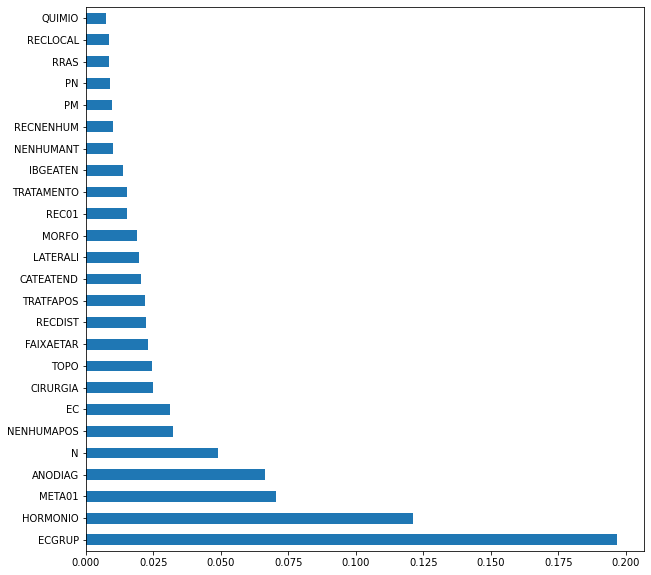 QUIMIO
RECLOCAL
RRAS
PN
PM
RECNENHUM
NENHUMANT
IBGEATEN
TRATAMENTO
REC01
MORFO
LATERALI
CATEATEND
TRATFAPOS
RECDIST
FAIXAETAR
TOPO
CIRURGIA
EC
NENHUMAPOS
N
ANODIAG
META01
HORMONIO
ECGRUP
0.000 0.025 0.050 0.075 0.100 0.125 0.150 0.175 0.200